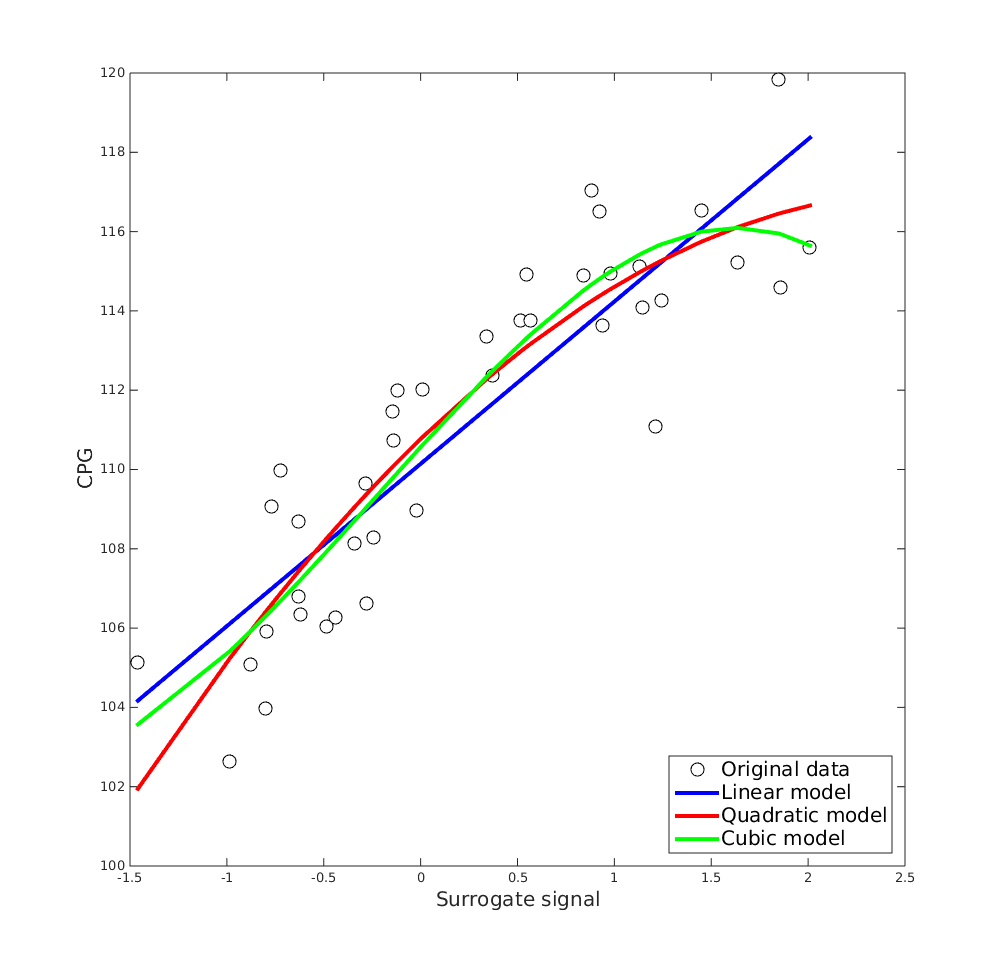 120
118
116
114
112
110
108
106
104
102
100
CPG
-1.5 -1 -0.5 0 0.5 1 1.5 2 2.5
Surrogate signal
Original data
Linear model
Quadratic model
Cubic model